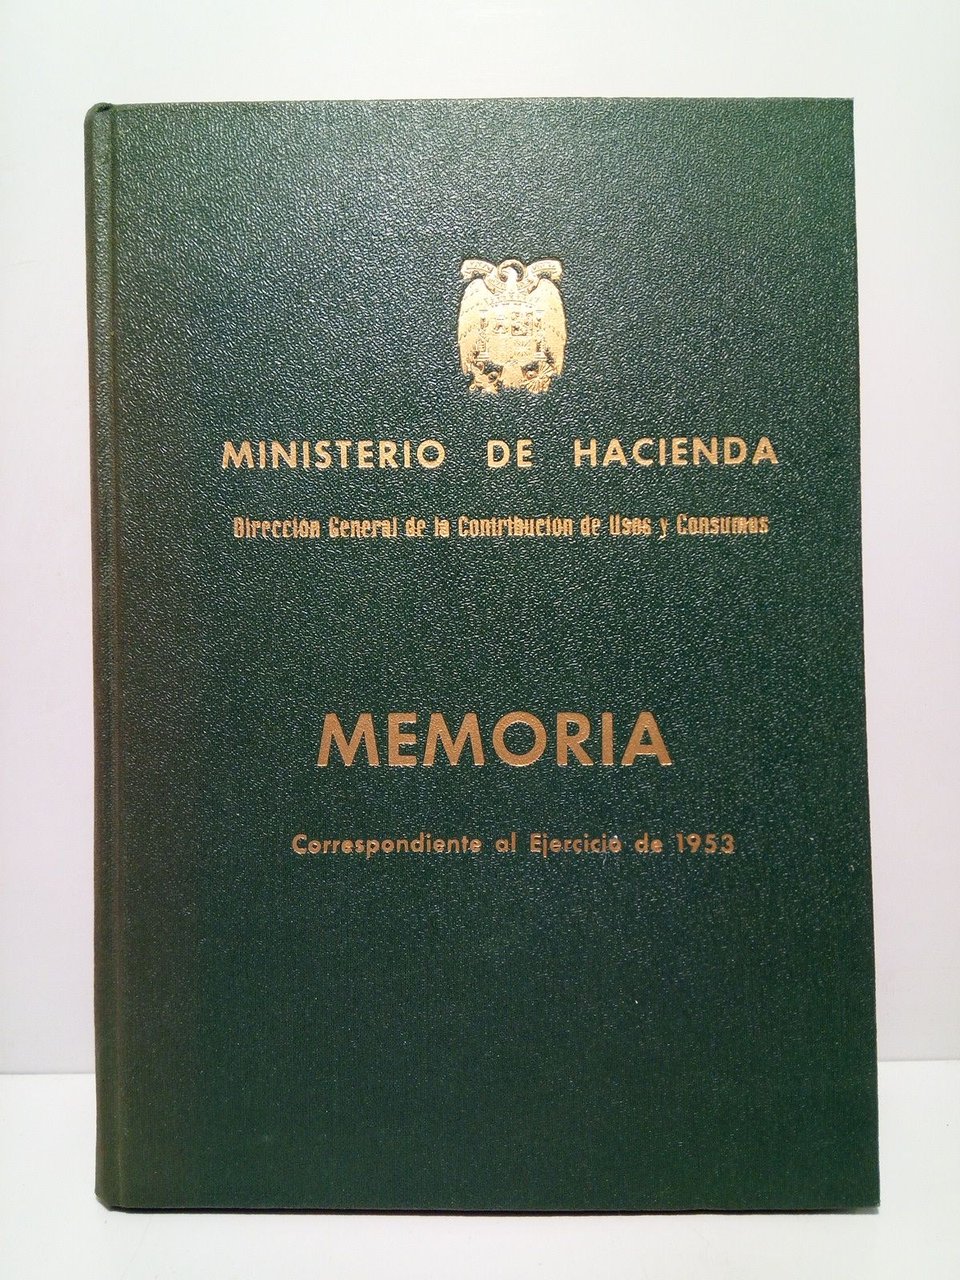 MINISTERIO DE HACIENDA
Dirección General de la Contribución de Usos y Consumos
MEMORIA
Correspondiente al Ejercicio de 1953